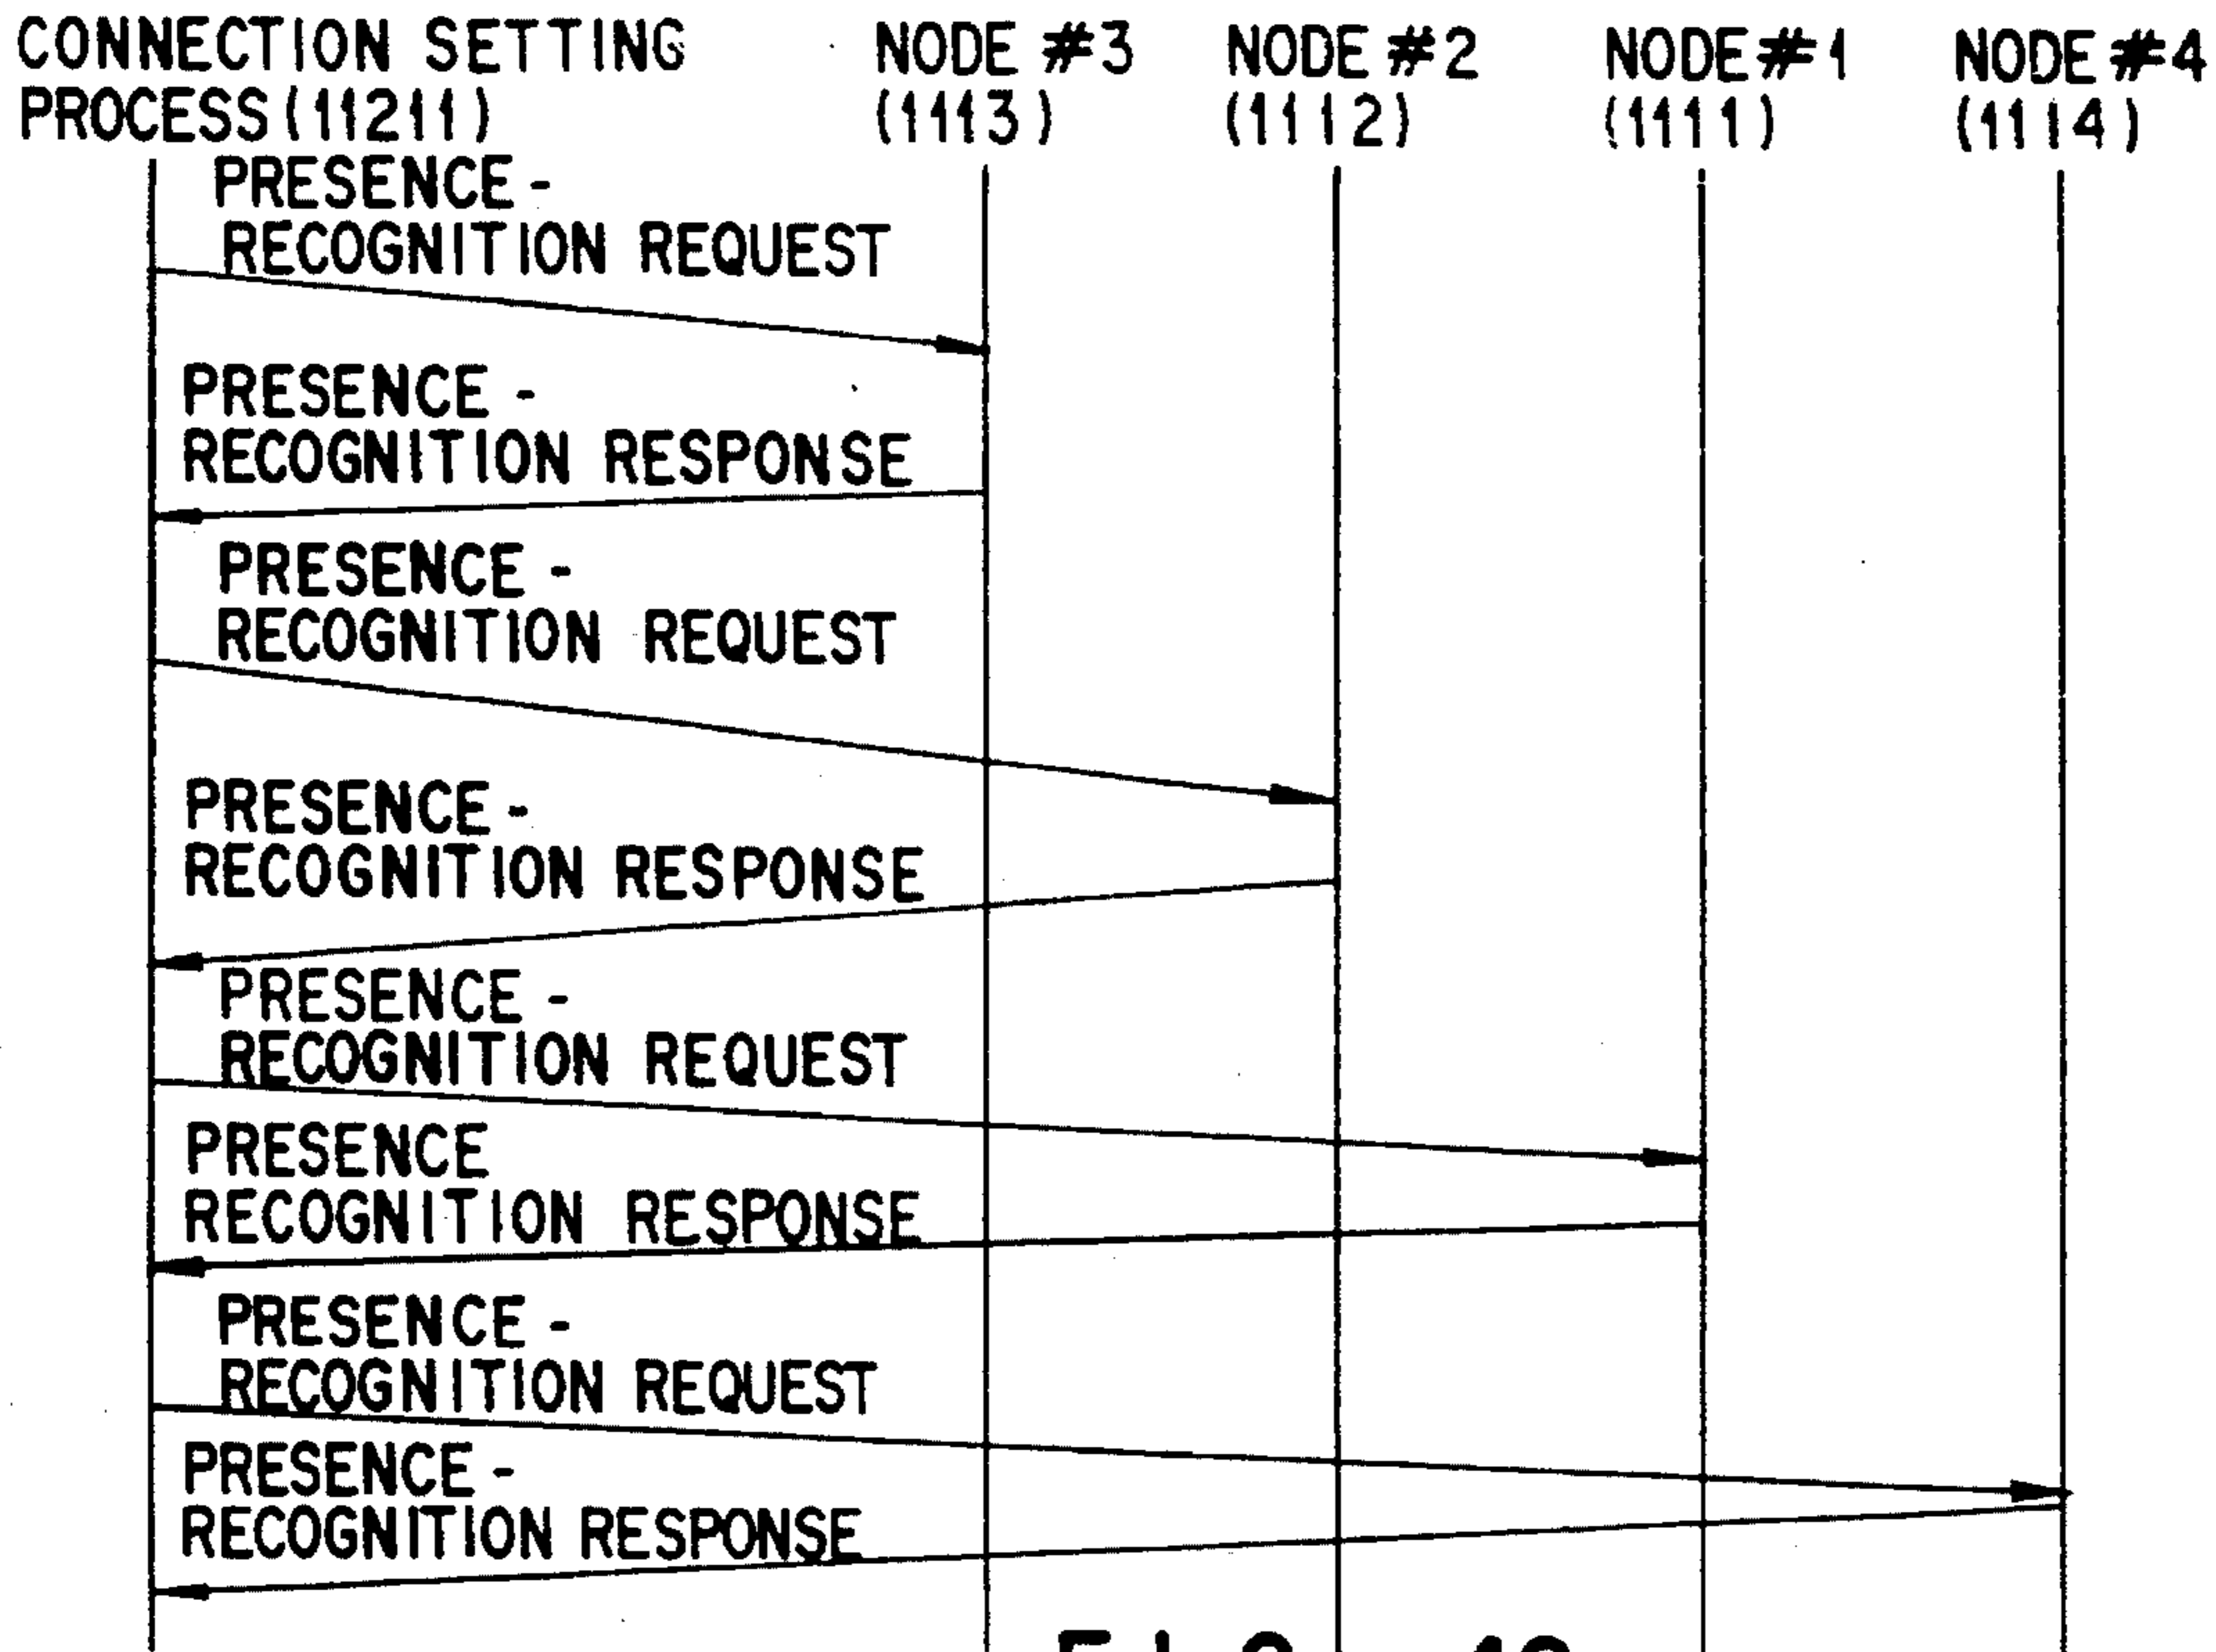 CONNECTION SETTING
PROCESS (11211)
NODE #3
(1113)
NODE #2
(1112)
NODE #1
(1111)
NODE #4
(1114)
PRESENCE -
RECOGNITION REQUEST
PRESENCE -
RECOGNITION RESPONSE
PRESENCE -
RECOGNITION REQUEST
PRESENCE -
RECOGNITION RESPONSE
PRESENCE -
RECOGNITION REQUEST
PRESENCE
RECOGNITION RESPONSE
PRESENCE -
RECOGNITION REQUEST
PRESENCE -
RECOGNITION RESPONSE